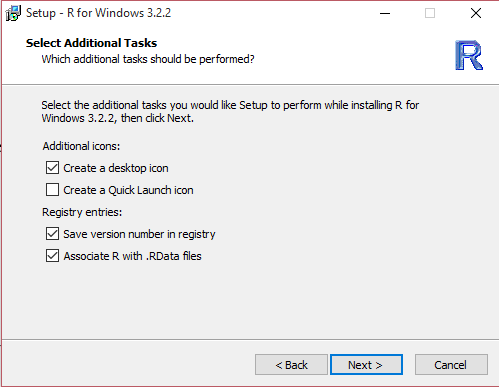 Setup - R for Windows 3.2.2
Select Additional Tasks
Which additional tasks should be performed?
R
Select the additional tasks you would like Setup to perform while installing R for
Windows 3.2.2, then click Next.
Additional icons:
Create a desktop icon
Create a Quick Launch icon
Registry entries:
Save version number in registry
Associate R with .RData files
< Back
Next >
Cancel